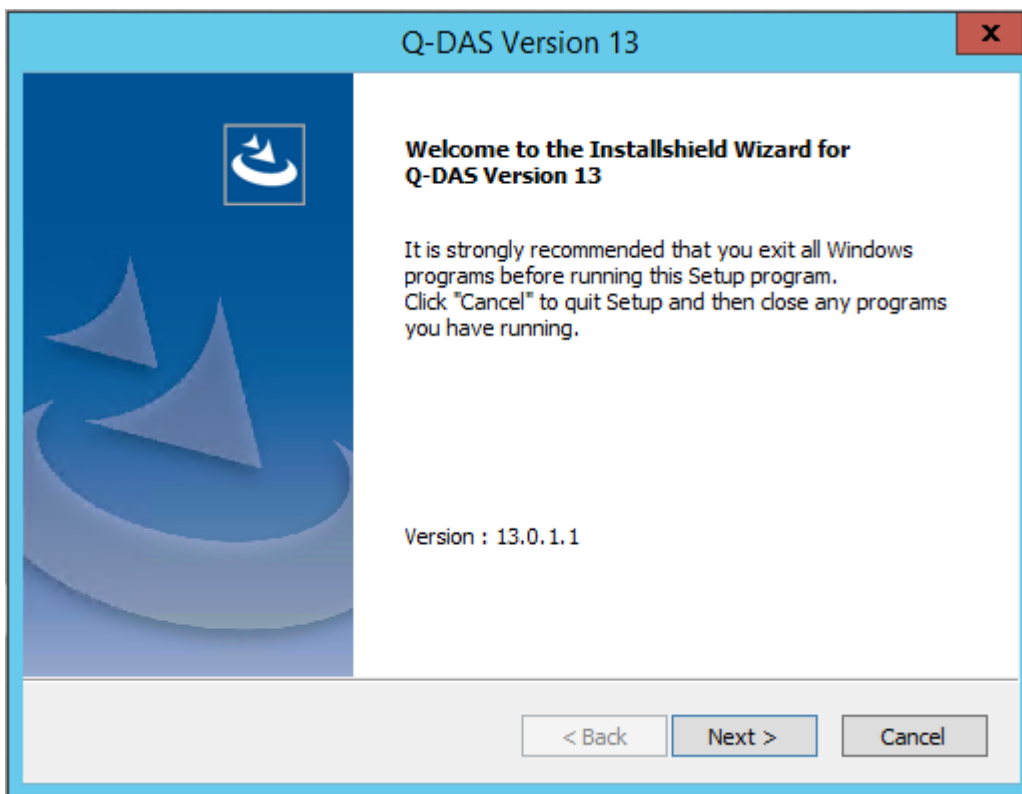 Q-DAS Version 13
x
Welcome to the Installshield Wizard for
Q-DAS Version 13
It is strongly recommended that you exit all Windows
programs before running this Setup program.
Click "Cancel" to quit Setup and then close any programs
you have running.
Version : 13.0.1.1
< Back Next > Cancel